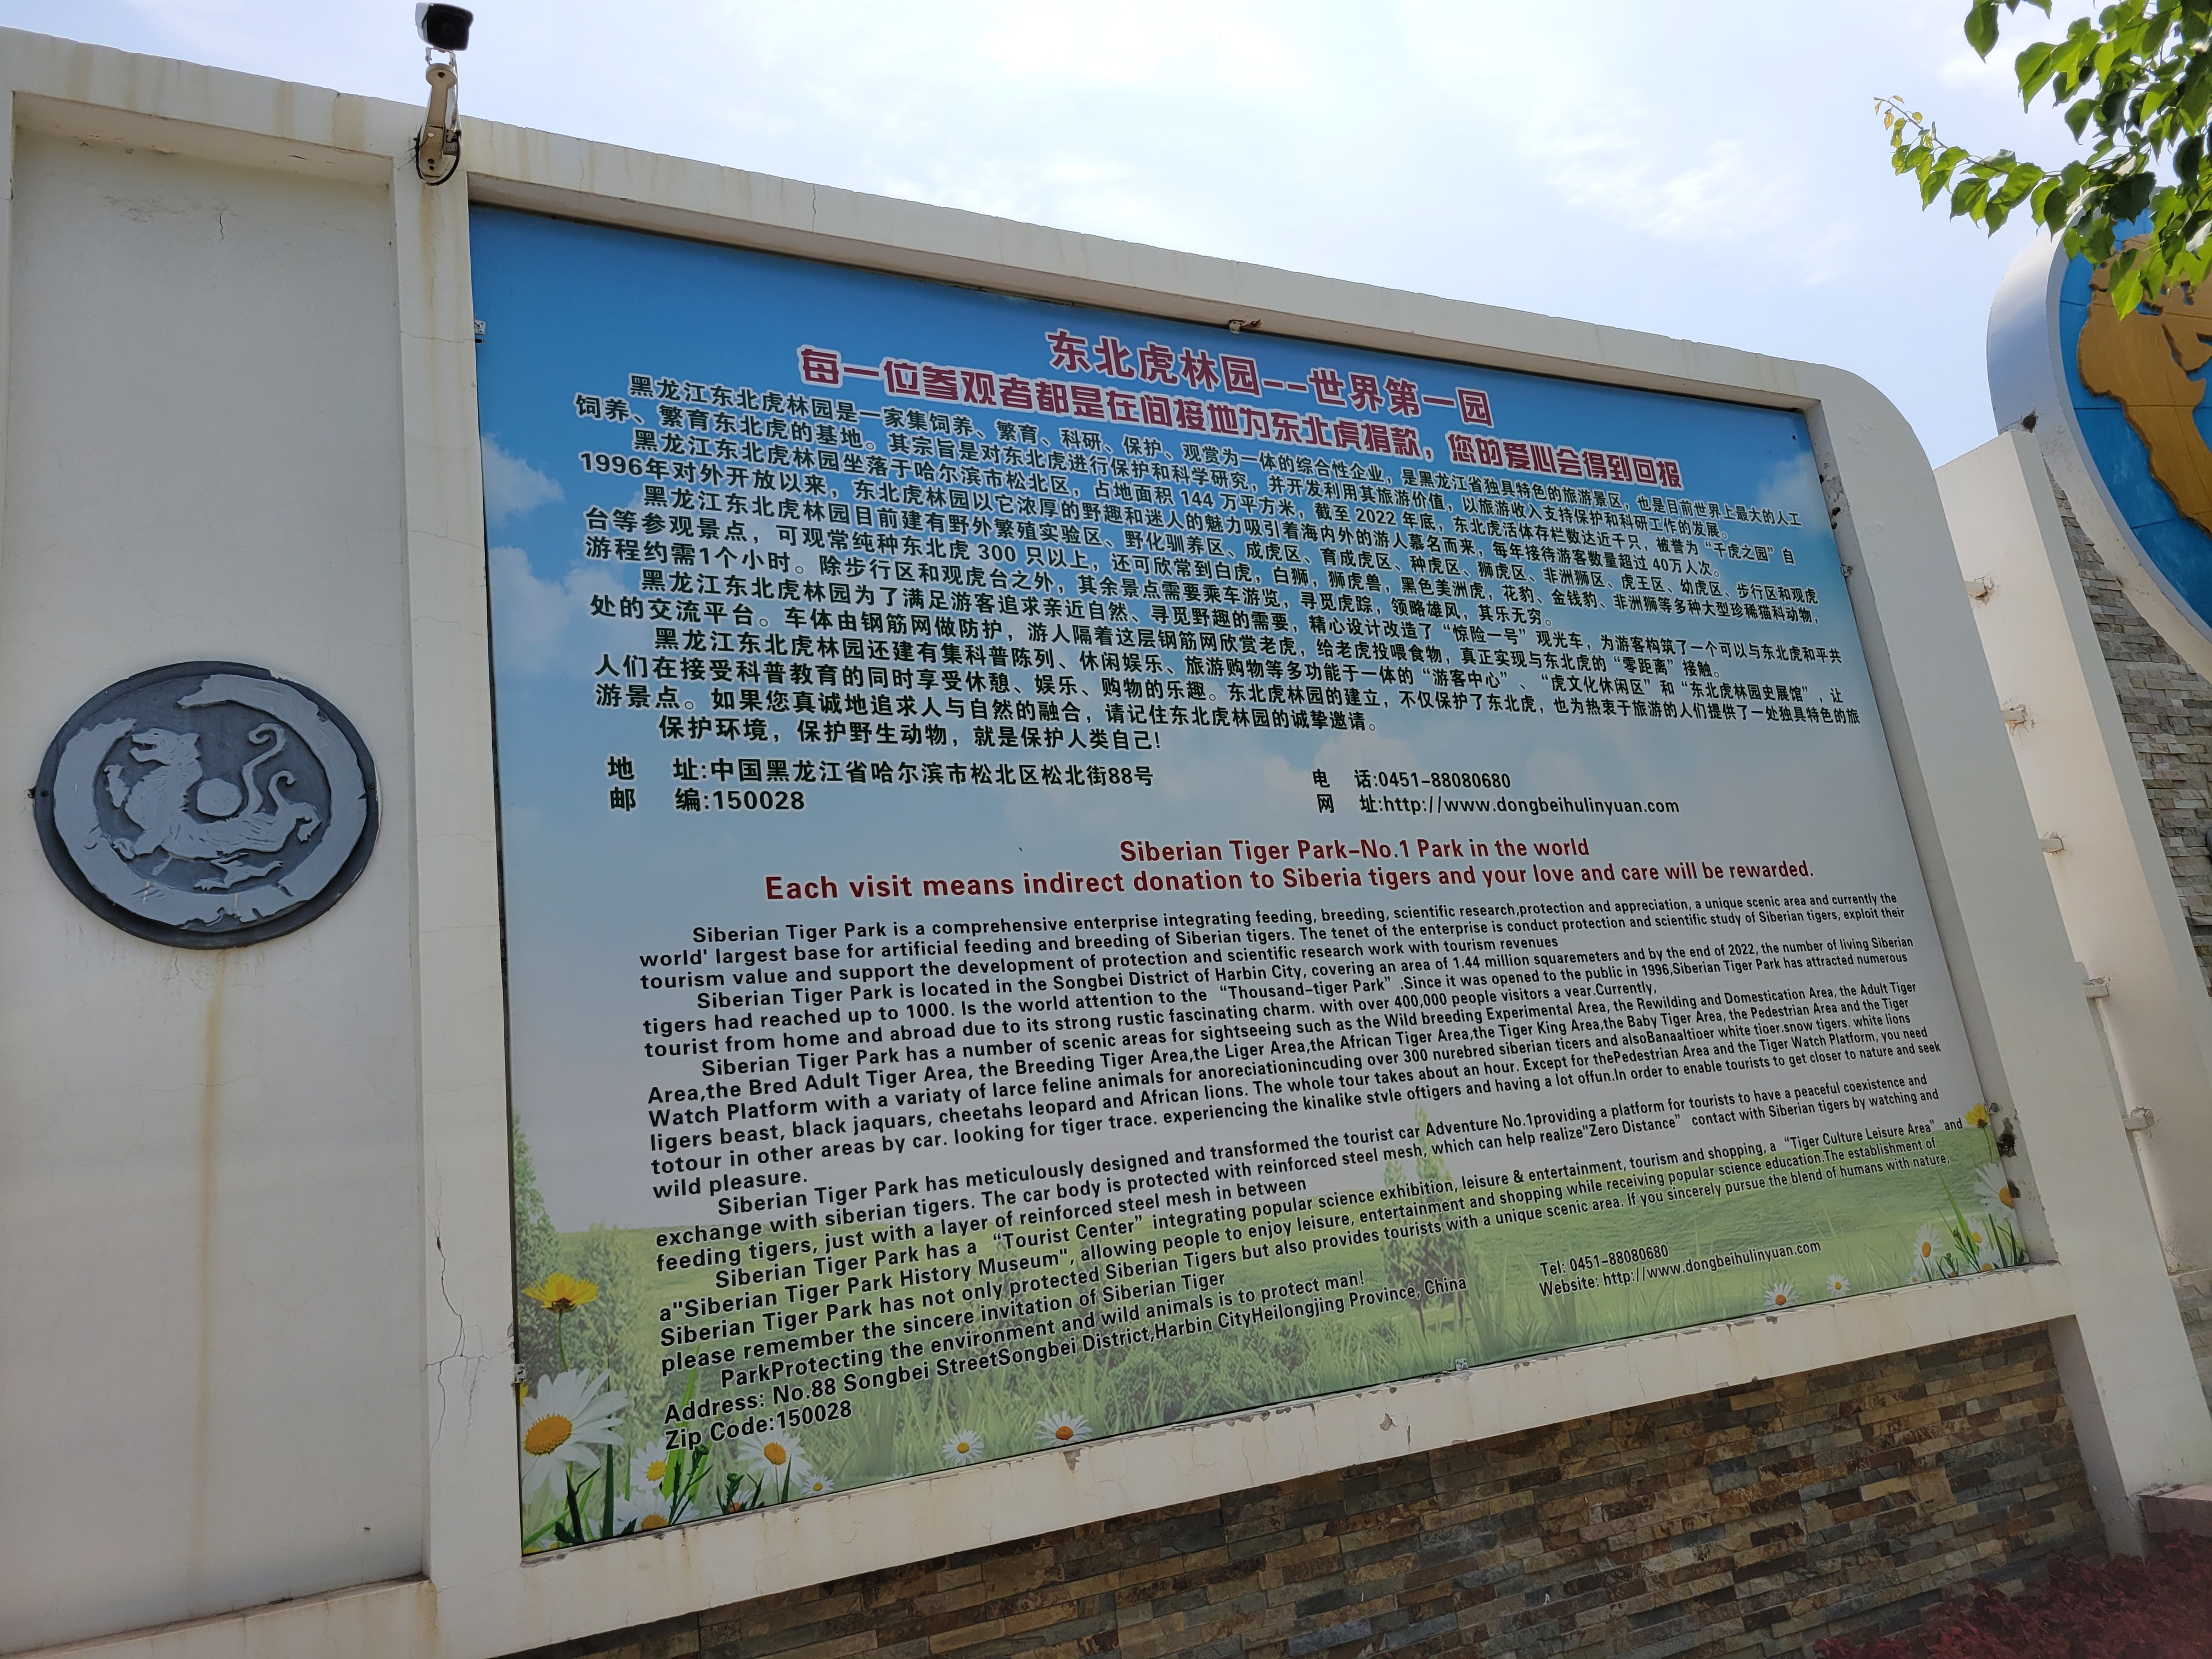 东北虎林园--世界第一园
每一位参观者都是在间接地为东北虎捐款，您的爱心会得到回报
黑龙江东北虎林园是一家集饲养、繁育、科研、保护、观赏为一体的综合性企业，是黑龙江省独具特色的旅游景区，也是目前世界上最大的人工
饲养、繁育东北虎的基地。其宗旨是对东北虎进行保护和科学研究，并开发利用其旅游价值，以旅游收入支持保护和科研工作的发展。
黑龙江东北虎林园坐落于哈尔滨市松北区，占地面积 144 万平方米，截至 2022 年底，东北虎活体存栏数达近千只，被誉为“千虎之园”自
1996年对外开放以来，东北虎林园以它浓厚的野趣和迷人的魅力吸引着海内外的游人慕名而来，每年接待游客数量超过 40万人次。
黑龙江东北虎林园目前建有野外繁殖实验区、野化驯养区、成虎区、育成虎区、种虎区、狮虎区、非洲狮区、虎王区、幼虎区、步行区和观虎
台等参观景点，可观常纯种东北虎 300 只以上，还可欣常到白虎，白狮，狮虎兽，黑色美洲虎，花豹、金钱豹、非洲狮等多种大型珍稀猫科动物，
游程约需1个小时。除步行区和观虎台之外，其余景点需要乘车游览，寻觅虎踪，领略雄风，其乐无穷。
黑龙江东北虎林园为了满足游客追求亲近自然、寻觅野趣的需要，精心设计改造了“惊险一号”观光车，为游客构筑了一个可以与东北虎和平共
处的交流平台。车体由钢筋网做防护，游人隔着这层钢筋网欣赏老虎，给老虎投喂食物，真正实现与东北虎的“零距离”接触。
黑龙江东北虎林园还建有集科普陈列、休闲娱乐、旅游购物等多功能于一体的“游客中心”、“虎文化休闲区”和“东北虎林园史展馆”，让
人们在接受科普教育的同时享受休憩、娱乐、购物的乐趣。东北虎林园的建立，不仅保护了东北虎，也为热衷于旅游的人们提供了一处独具特色的旅
游景点。如果您真诚地追求人与自然的融合，请记住东北虎林园的诚挚邀请。
保护环境，保护野生动物，就是保护人类自己!
地 址:中国黑龙江省哈尔滨市松北区松北街88号
电 话:0451-88080680
邮 编:150028
网 址:http://www.dongbeihulinyuan.com
Siberian Tiger Park-No.1 Park in the world
Each visit means indirect donation to Siberia tigers and your love and care will be rewarded.
Siberian Tiger Park is a comprehensive enterprise integrating feeding, breeding, scientific research,protection and appreciation, a unique scenic area and currently the
world' largest base for artificial feeding and breeding of Siberian tigers. The tenet of the enterprise is conduct protection and scientific study of Siberian tigers, exploit their
tourism value and support the development of protection and scientific research work with tourism revenues
Siberian Tiger Park is located in the Songbei District of Harbin City, covering an area of 1.44 million squaremeters and by the end of 2022, the number of living Siberian
tigers had reached up to 1000. Is the world attention to the “Thousand-tiger Park” .Since it was opened to the public in 1996,Siberian Tiger Park has attracted numerous
tourist from home and abroad due to its strong rustic fascinating charm. with over 400,000 people visitors a vear.Currently,
Siberian Tiger Park has a number of scenic areas for sightseeing such as the Wild breeding Experimental Area, the Rewilding and Domestication Area, the Adult Tiger
Area,the Bred Adult Tiger Area, the Breeding Tiger Area,the Liger Area,the African Tiger Area,the Tiger King Area,the Baby Tiger Area, the Pedestrian Area and the Tiger
Watch Platform with a variaty of larce feline animals for anoreciationincuding over 300 nurebred siberian ticers and alsoBanaaltioer white tioer.snow tigers. white lions
ligers beast, black jaquars, cheetahs leopard and African lions. The whole tour takes about an hour. Except for thePedestrian Area and the Tiger Watch Platform, you need
totour in other areas by car. looking for tiger trace. experiencing the kinalike stvle oftigers and having a lot offun.In order to enable tourists to get closer to nature and seek
wild pleasure.
Siberian Tiger Park has meticulously designed and transformed the tourist car Adventure No.1providing a platform for tourists to have a peaceful coexistence and
exchange with siberian tigers. The car body is protected with reinforced steel mesh, which can help realize"Zero Distance” contact with Siberian tigers by watching and
feeding tigers, just with a layer of reinforced steel mesh in between
Siberian Tiger Park has a “Tourist Center” integrating popular science exhibition, leisure & entertainment, tourism and shopping, a “Tiger Culture Leisure Area” and
a"Siberian Tiger Park History Museum", allowing people to enjoy leisure, entertainment and shopping while receiving popular science education.The establishment of
Siberian Tiger Park has not only protected Siberian Tigers but also provides tourists with a unique scenic area. If you sincerely pursue the blend of humans with nature,
please remember the sincere invitation of Siberian Tiger
ParkProtecting the environment and wild animals is to protect man!
Address: No.88 Songbei StreetSongbei District,Harbin CityHeilongjing Province, China
Tel: 0451-88080680
Zip Code:150028
Website: http://www.dongbeihulinyuan.com